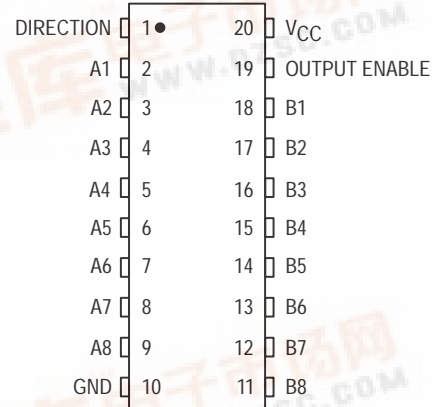 DIRECTION 1 20 VCC
A1 2 19 OUTPUT ENABLE
A2 3 18 B1
A3 4 17 B2
A4 5 16 B3
A5 6 15 B4
A6 7 14 B5
A7 8 13 B6
A8 9 12 B7
GND 10 11 B8